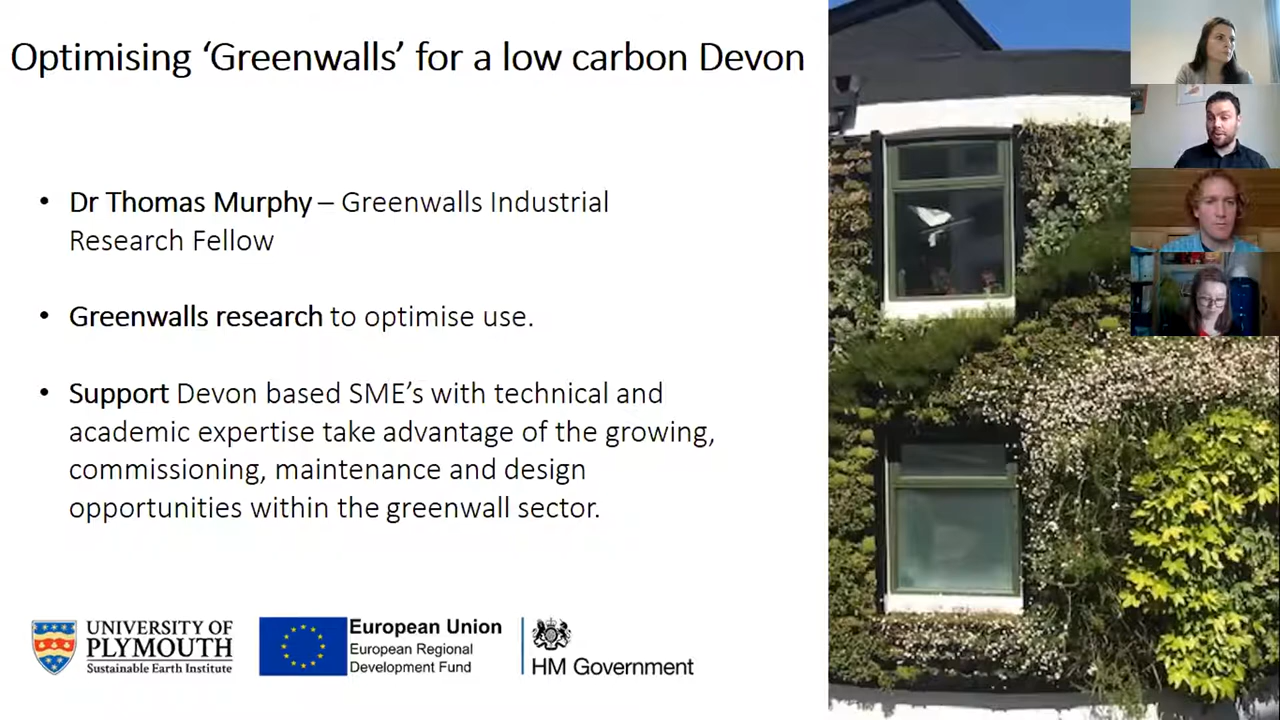 Optimising ‘Greenwalls’ for a low carbon Devon
• Dr Thomas Murphy – Greenwalls Industrial
Research Fellow
• Greenwalls research to optimise use.
• Support Devon based SME’s with technical and
academic expertise take advantage of the growing,
commissioning, maintenance and design
opportunities within the greenwall sector.
UNIVERSITY OF
PLYMOUTH
Sustainable Earth Institute
European Union
European Regional
Development Fund
HM Government